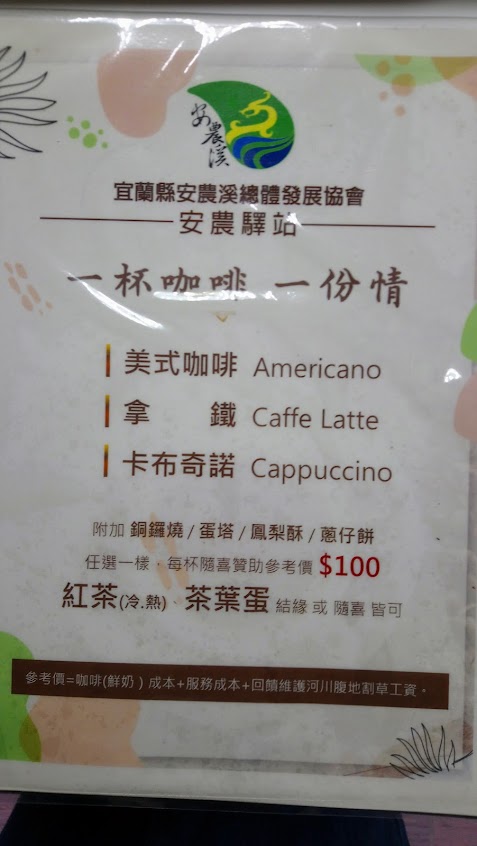 安農溪
宜蘭縣安農溪總體發展協會
安農驛站
一杯咖啡 一份情
美式咖啡 Americano
拿 鐵 Caffe Latte
卡布奇諾 Cappuccino
附加 銅鑼燒 / 蛋塔 / 鳳梨酥 / 蔥仔餅
任選一樣，每杯隨喜贊助參考價 $100
紅茶(冷.熱)、茶葉蛋 結緣 或 隨喜 皆可
參考價=咖啡(鮮奶) 成本+服務成本+回饋維護河川腹地割草工資。